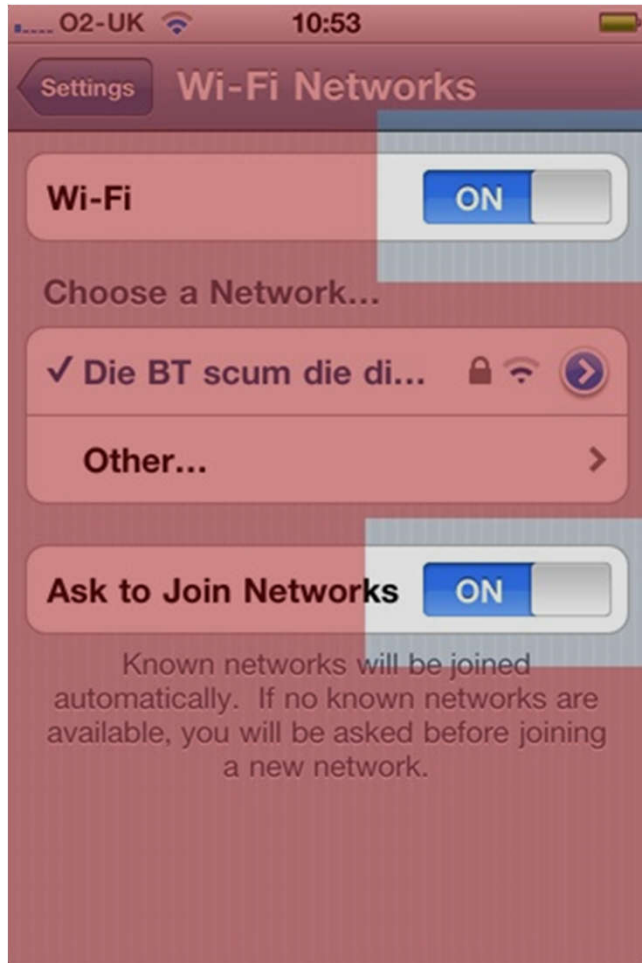 O2-UK 10:53
Settings Wi-Fi Networks
Wi-Fi ON
Choose a Network...
Die BT scum die di...
Other...
Ask to Join Networks ON
Known networks will be joined
automatically. If no known networks are
available, you will be asked before joining
a new network.